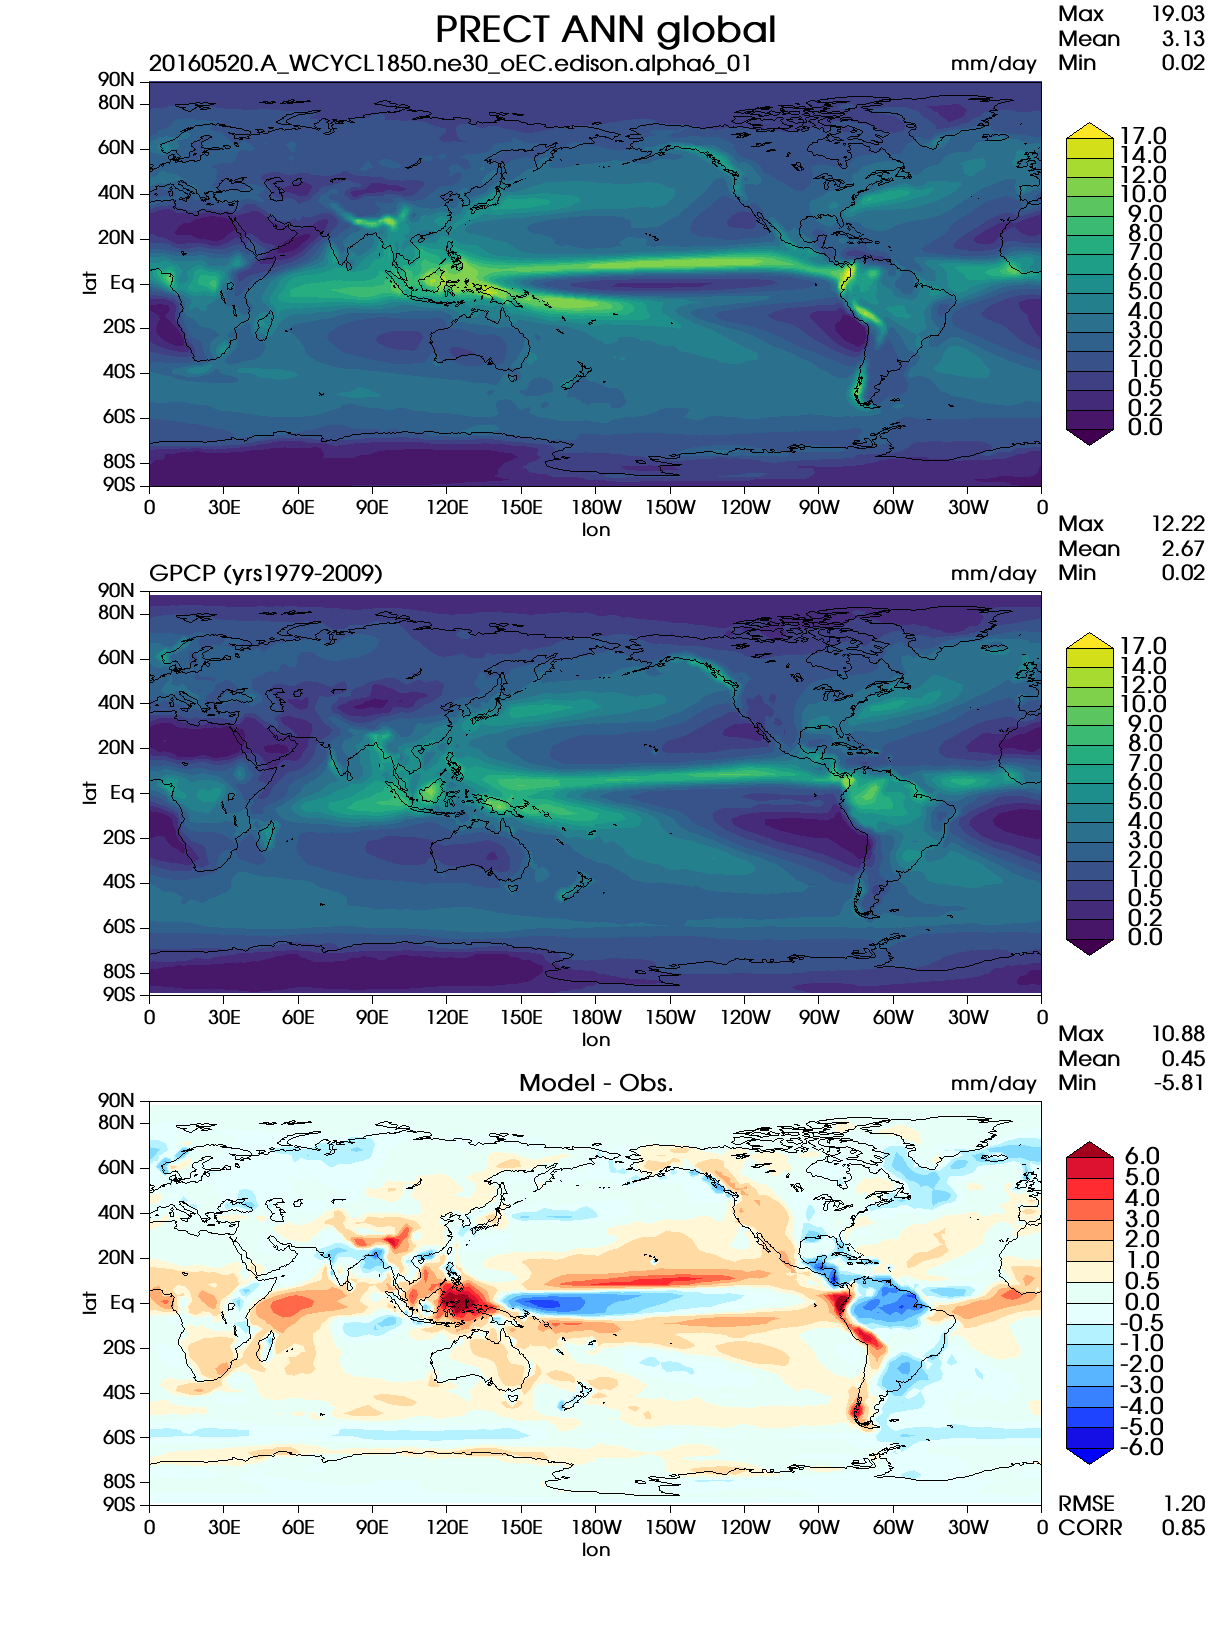 PRECT ANN global
Max 19.03
Mean 3.13
Min 0.02
20160520.A_WCYCL1850.ne30_oEC.edison.alpha6_01 mm/day
90N
80N
60N
40N
20N
Eq
20S
40S
60S
80S
90S
lat
0 30E 60E 90E 120E 150E 180W 150W 120W 90W 60W 30W 0
lon
17.0
14.0
12.0
10.0
9.0
8.0
7.0
6.0
5.0
4.0
3.0
2.0
1.0
0.5
0.2
0.0
Max 12.22
Mean 2.67
Min 0.02
GPCP (yrs1979-2009) mm/day
90N
80N
60N
40N
20N
Eq
20S
40S
60S
80S
90S
lat
0 30E 60E 90E 120E 150E 180W 150W 120W 90W 60W 30W 0
lon
17.0
14.0
12.0
10.0
9.0
8.0
7.0
6.0
5.0
4.0
3.0
2.0
1.0
0.5
0.2
0.0
Max 10.88
Mean 0.45
Min -5.81
Model - Obs. mm/day
90N
80N
60N
40N
20N
Eq
20S
40S
60S
80S
90S
lat
0 30E 60E 90E 120E 150E 180W 150W 120W 90W 60W 30W 0
lon
6.0
5.0
4.0
3.0
2.0
1.0
0.5
0.0
-0.5
-1.0
-2.0
-3.0
-4.0
-5.0
-6.0
RMSE 1.20
CORR 0.85